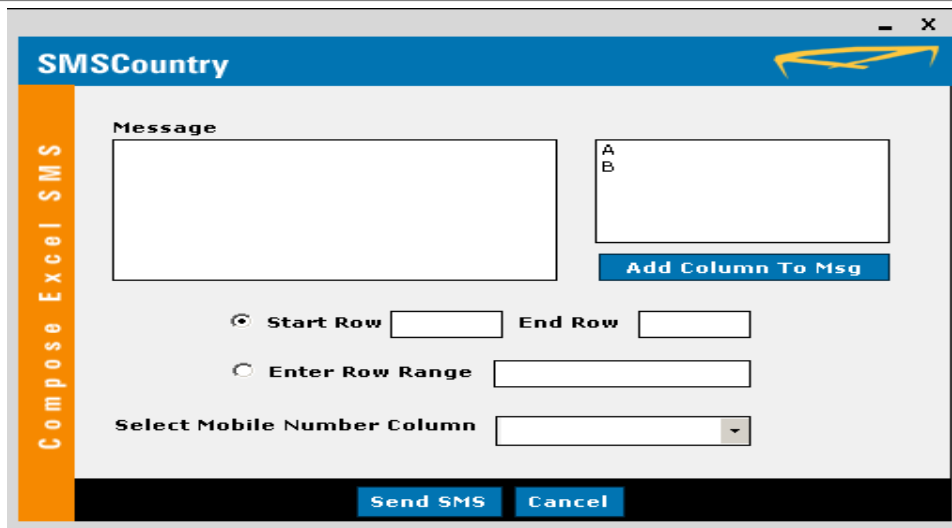 SMSCountry
Compose Excel SMS
Message
A
B
Add Column To Msg
Start Row End Row
Enter Row Range
Select Mobile Number Column
Send SMS Cancel